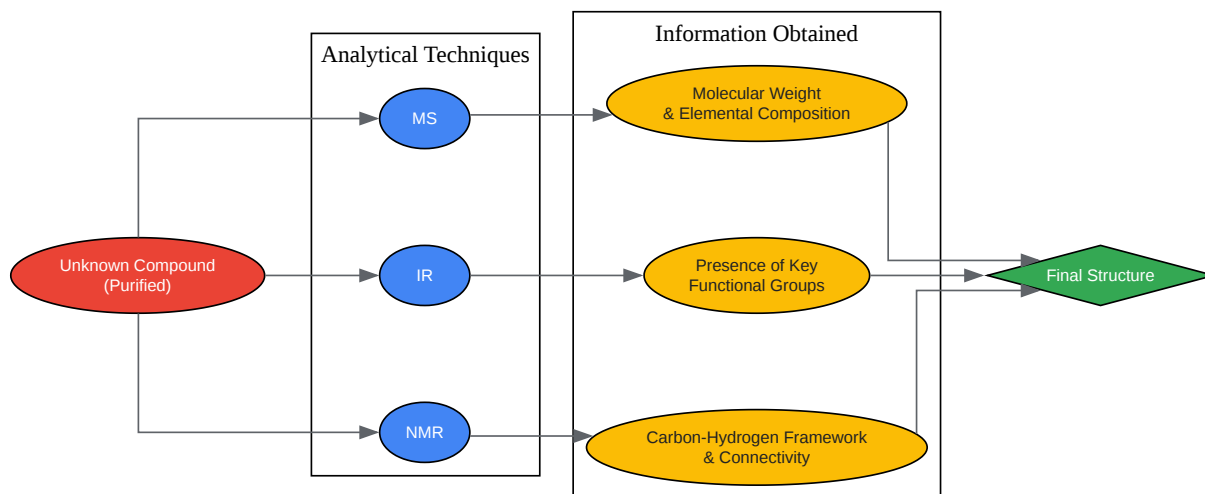 Analytical Techniques
Information Obtained
MS
Molecular Weight
& Elemental Composition
Unknown Compound
(Purified)
IR
Presence of Key
Functional Groups
Final Structure
NMR
Carbon-Hydrogen Framework
& Connectivity